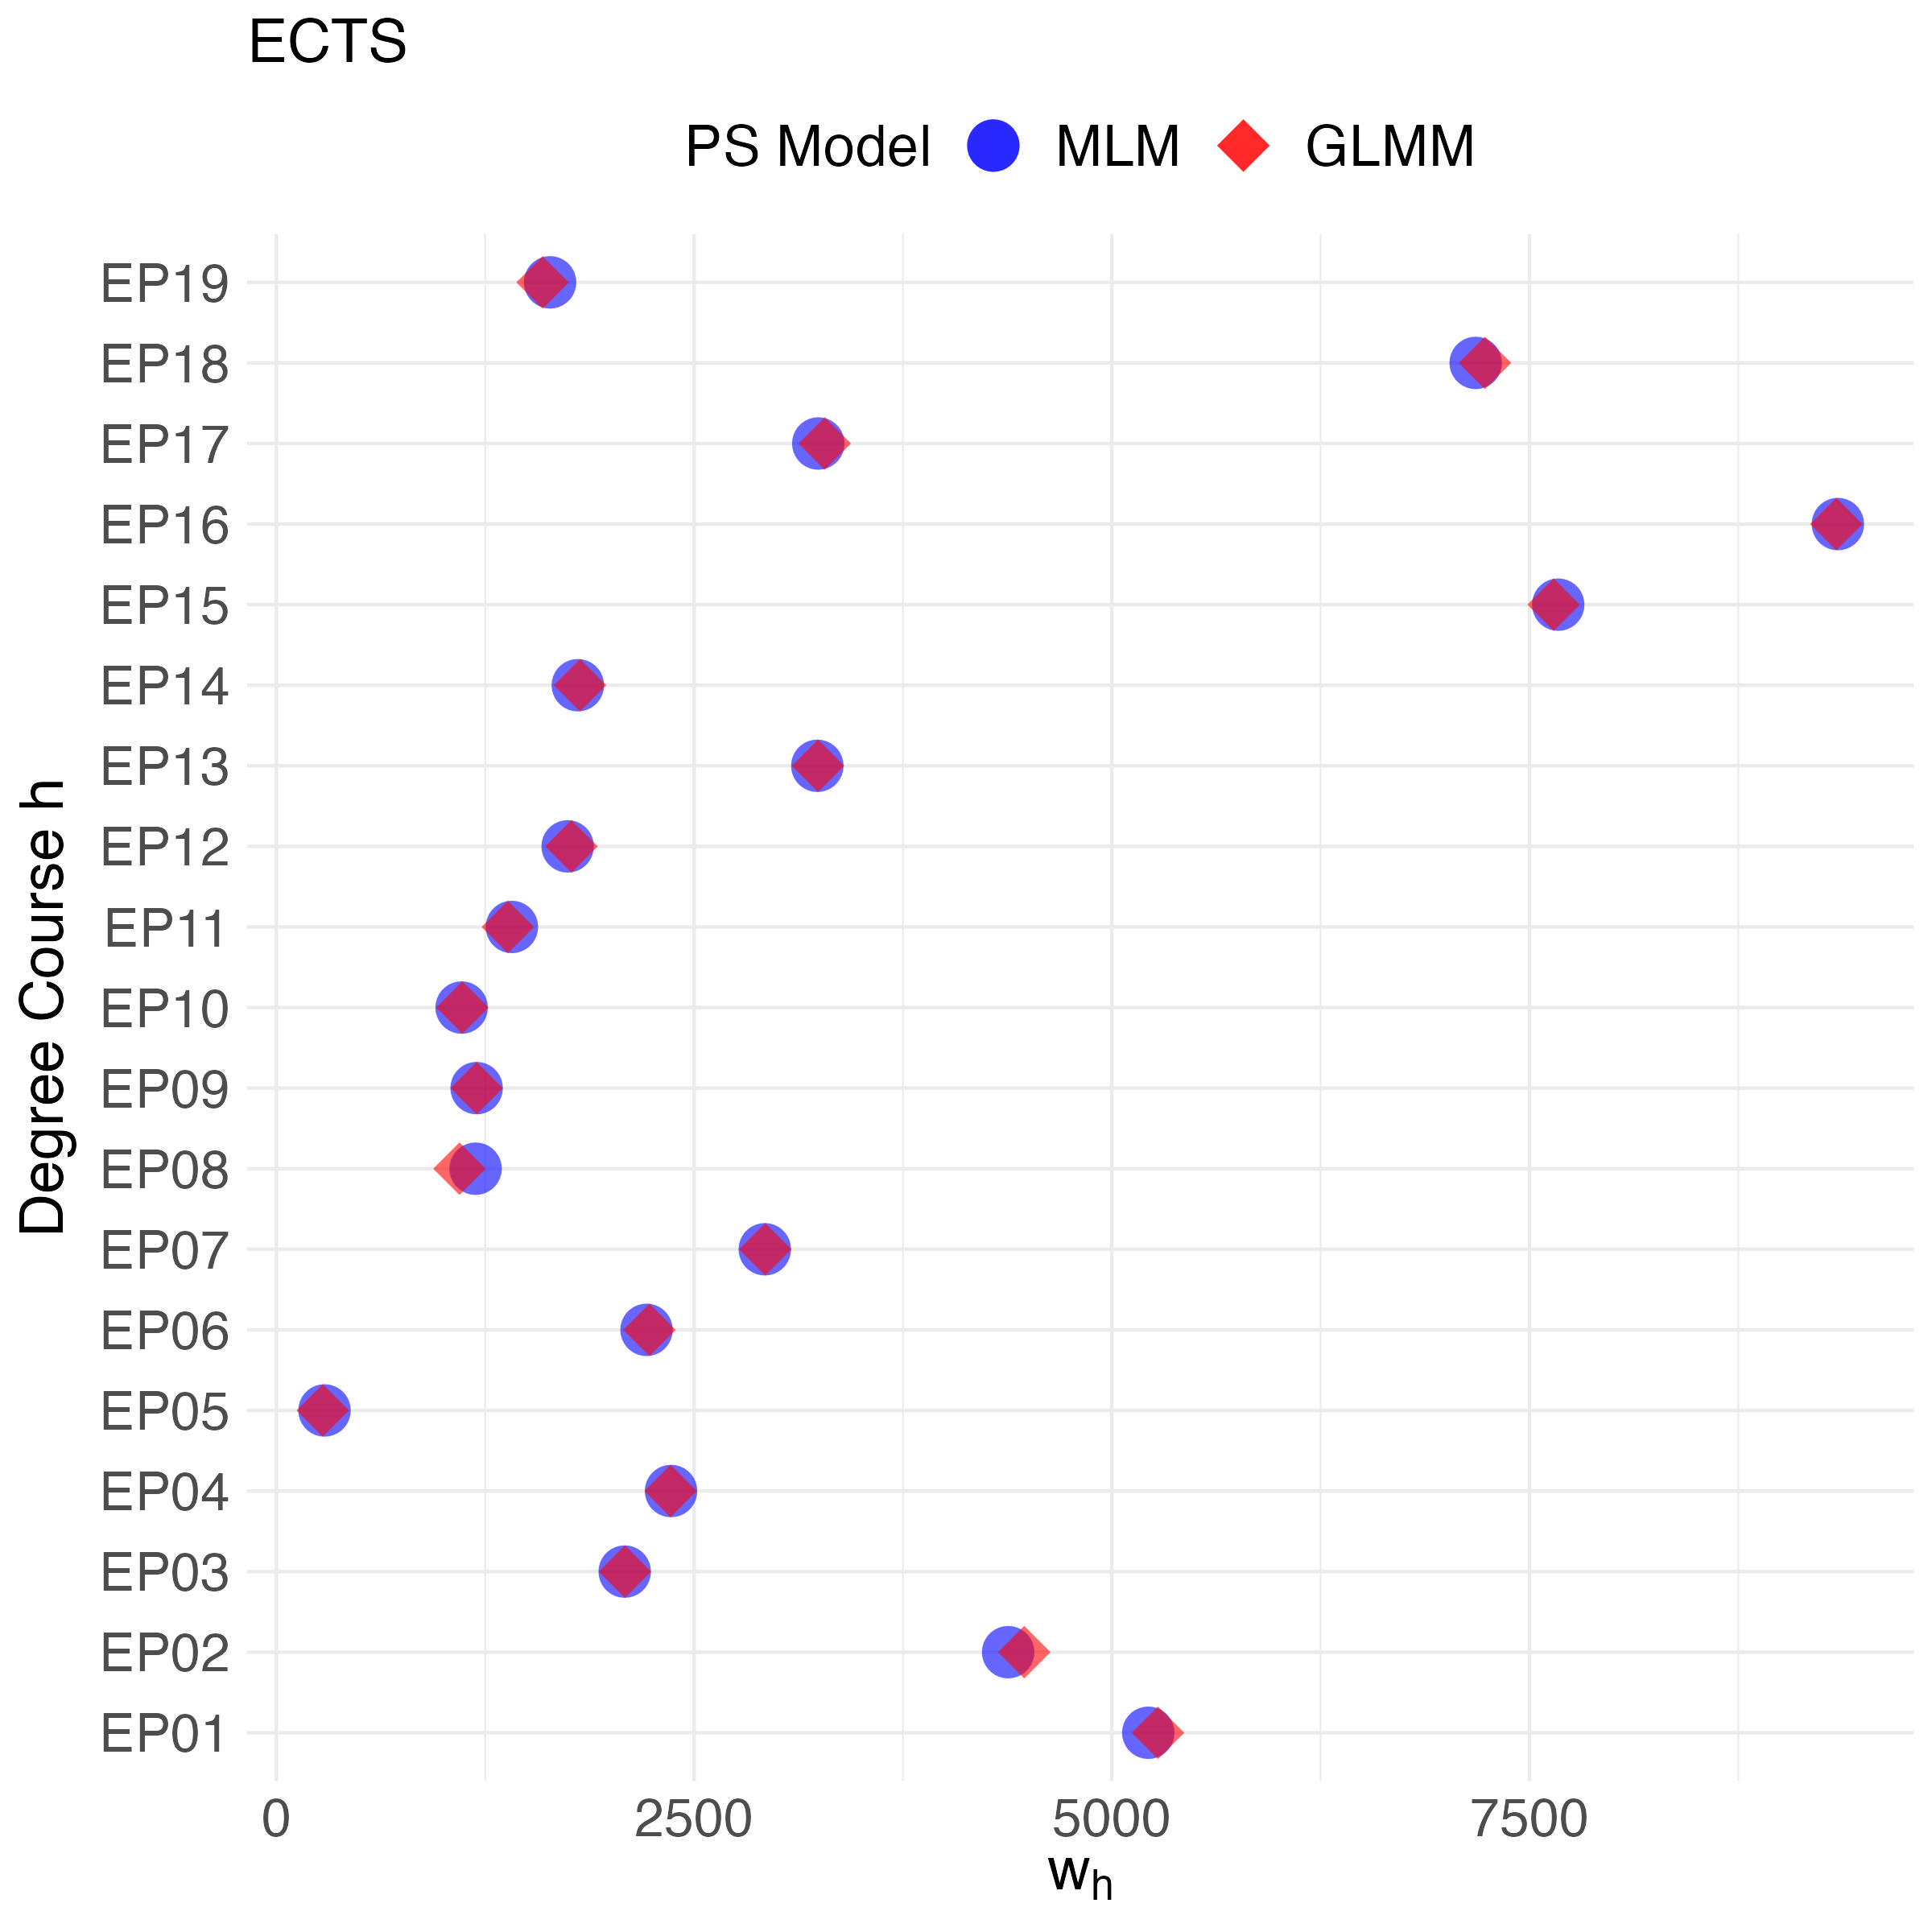 ECTS
PS Model MLM GLMM
EP19
EP18
EP17
EP16
EP15
EP14
EP13
EP12
EP11
EP10
EP09
EP08
EP07
EP06
EP05
EP04
EP03
EP02
EP01
Degree Course h
0 2500 5000 7500
wh